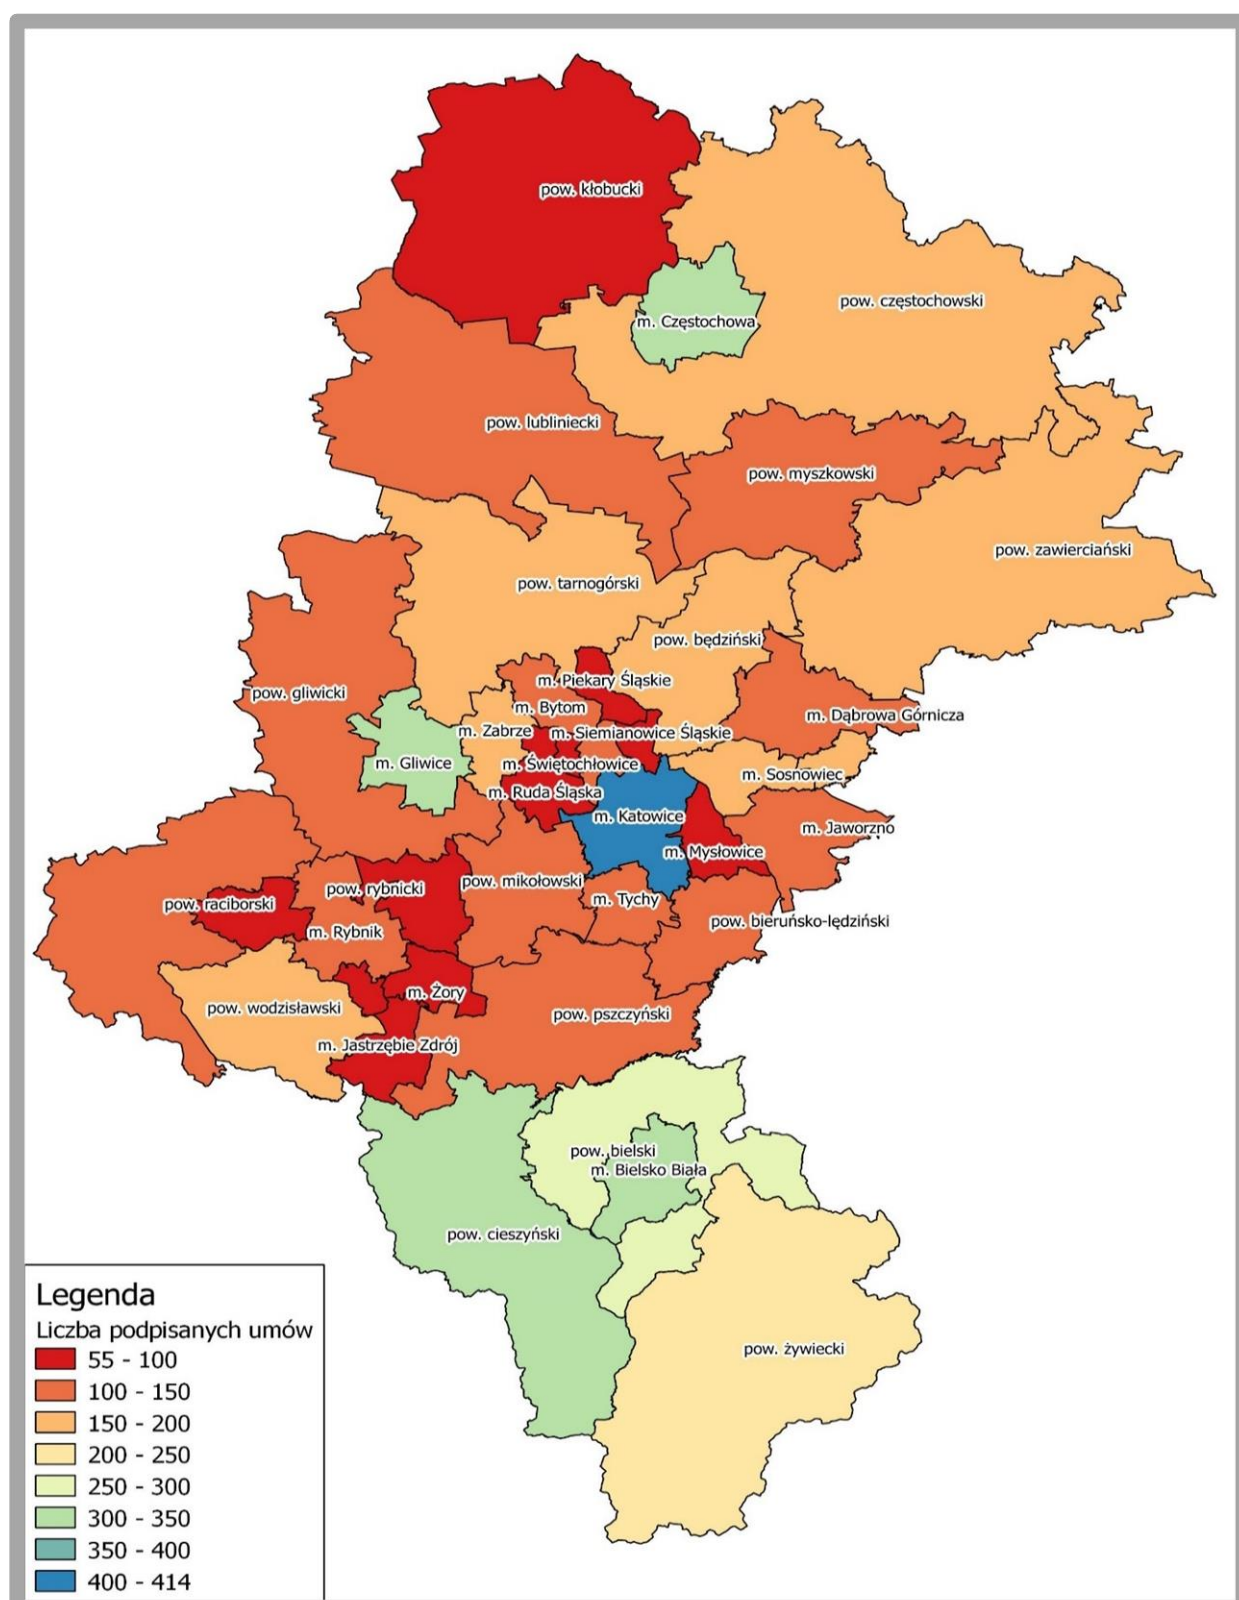 pow. kłobucki
pow. częstochowski
m. Częstochowa
pow. lubliniecki
pow. myszkowski
pow. zawierciański
pow. tarnogórski
pow. będziński
m. Piekary Śląskie
pow. gliwicki
m. Bytom
m. Dąbrowa Górnicza
m. Zabrze
m. Siemianowice Śląskie
m. Gliwice
m. Świętochłowice
m. Sosnowiec
m. Ruda Śląska
m. Katowice
m. Jaworzno
m. Mysłowice
pow. mikołowski
pow. rybnicki
m. Tychy
pow. raciborski
pow. bieruńsko-lędziński
m. Rybnik
m. Żory
pow. wodzisławski
pow. pszczyński
m. Jastrzębie Zdrój
pow. bielski
m. Bielsko Biała
pow. cieszyński
pow. żywiecki
Legenda
Liczba podpisanych umów
55 - 100
100 - 150
150 - 200
200 - 250
250 - 300
300 - 350
350 - 400
400 - 414